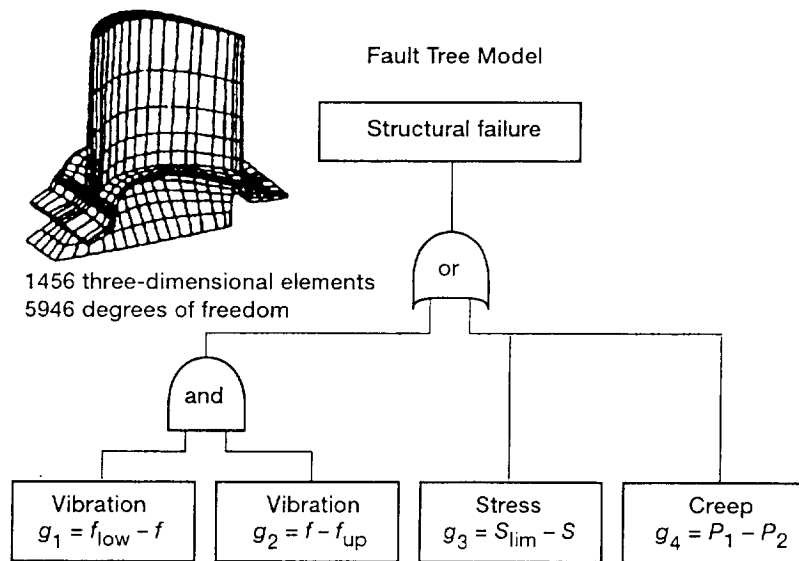 Fault Tree Model
Structural failure
1456 three-dimensional elements
5946 degrees of freedom
or
and
Vibration
g1 = flow – f
Vibration
g2 = f – fup
Stress
g3 = Slim – S
Creep
g4 = P1 – P2